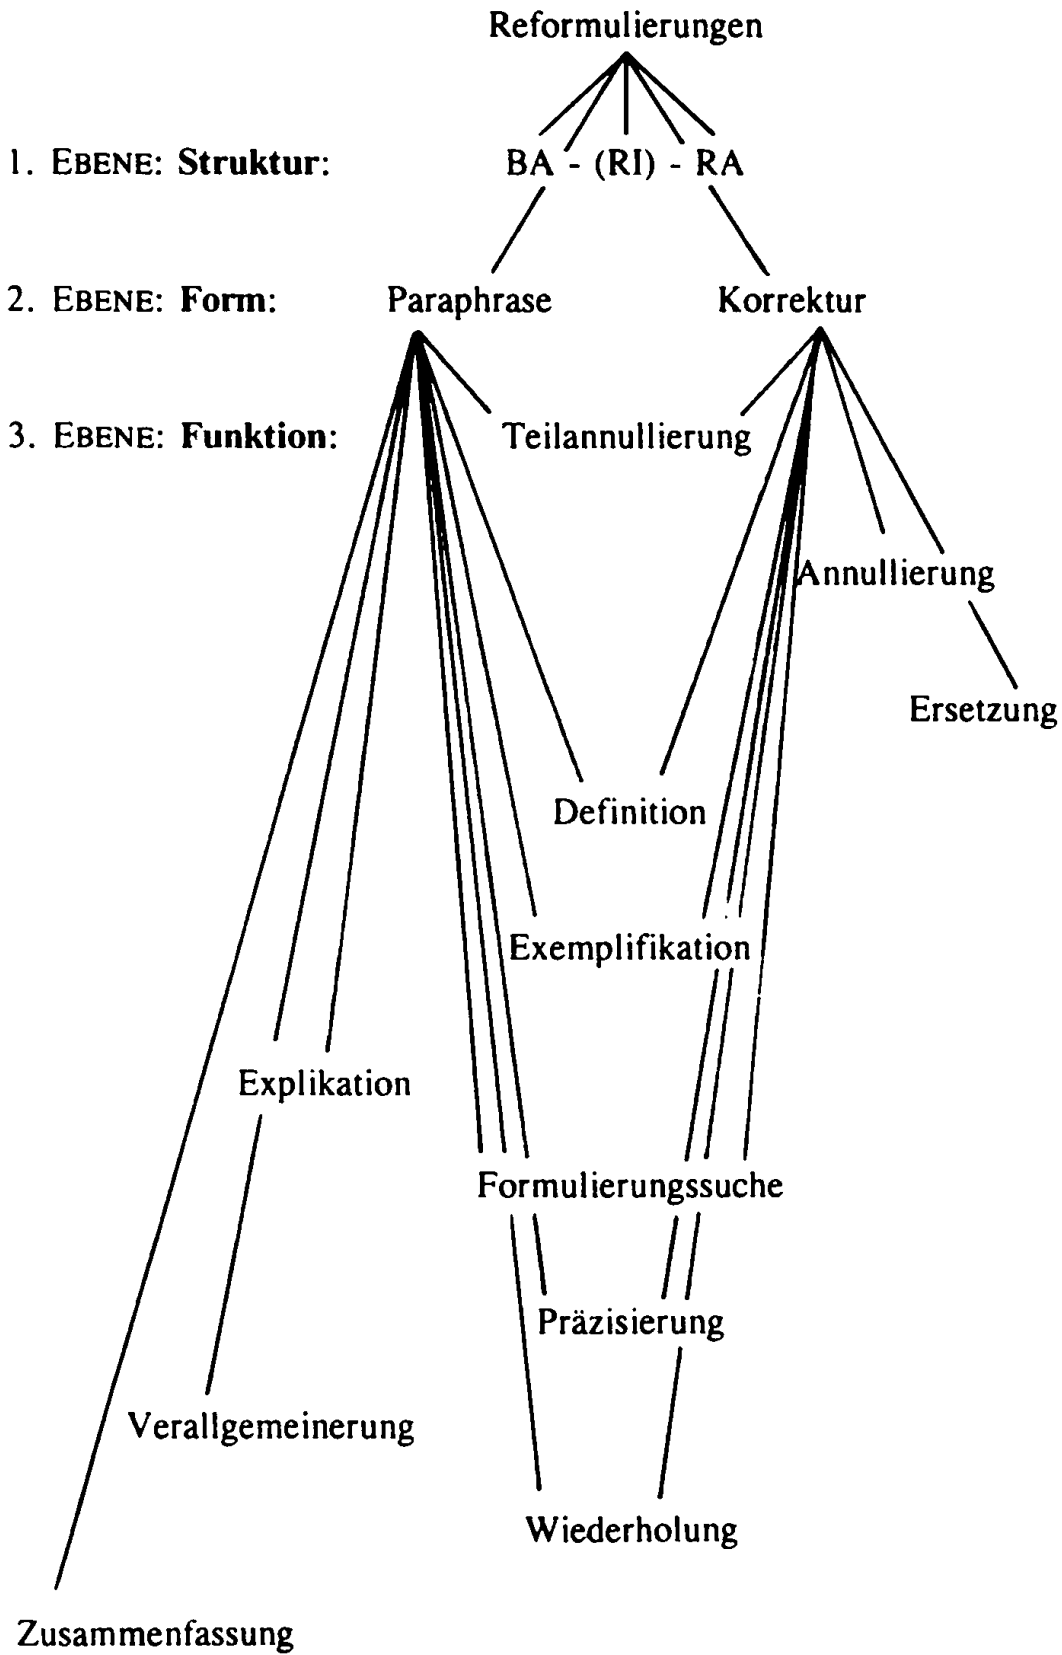 Reformulierungen
1. EBENE: Struktur: BA - (RI) - RA
2. EBENE: Form: Paraphrase Korrektur
3. EBENE: Funktion: Teilannullierung
Annullierung
Ersetzung
Definition
Exemplifikation
Explikation
Formulierungssuche
Präzisierung
Verallgemeinerung
Wiederholung
Zusammenfassung